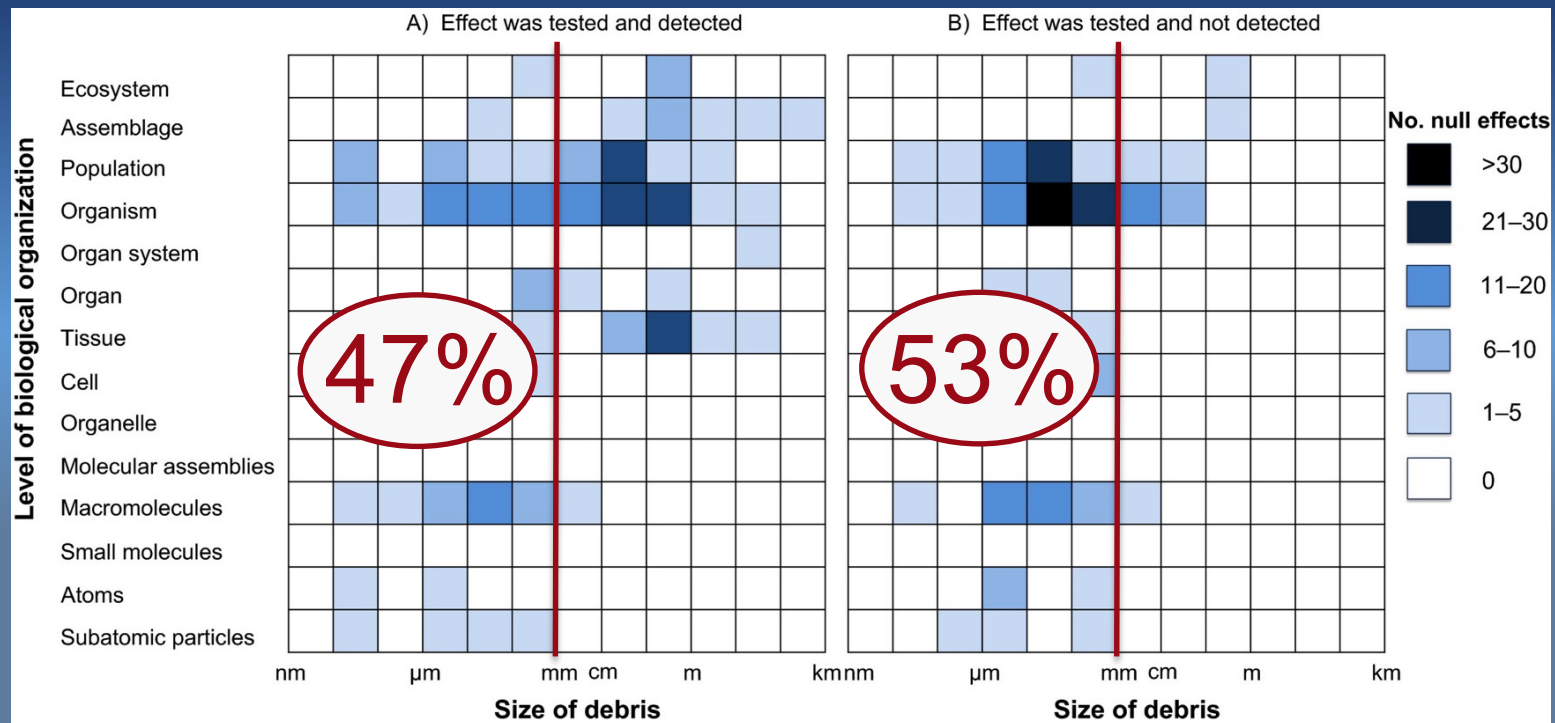 A) Effect was tested and detected
B) Effect was tested and not detected
Level of biological organization
Ecosystem
Assemblage
Population
Organism
Organ system
Organ
Tissue
Cell
Organelle
Molecular assemblies
Macromolecules
Small molecules
Atoms
Subatomic particles
47%
53%
No. null effects
>30
21–30
11–20
6–10
1–5
0
nm µm mm cm m km
nm µm mm cm m km
Size of debris
Size of debris